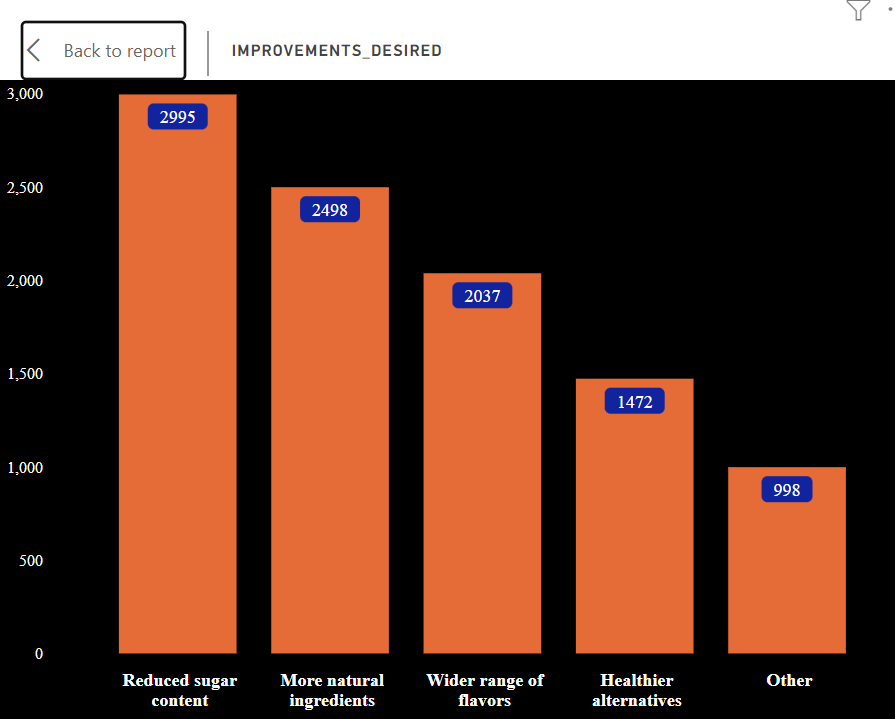 Back to report
IMPROVEMENTS_DESIRED
3,000
2,500
2,000
1,500
1,000
500
0
2995
2498
2037
1472
998
Reduced sugar
content
More natural
ingredients
Wider range of
flavors
Healthier
alternatives
Other